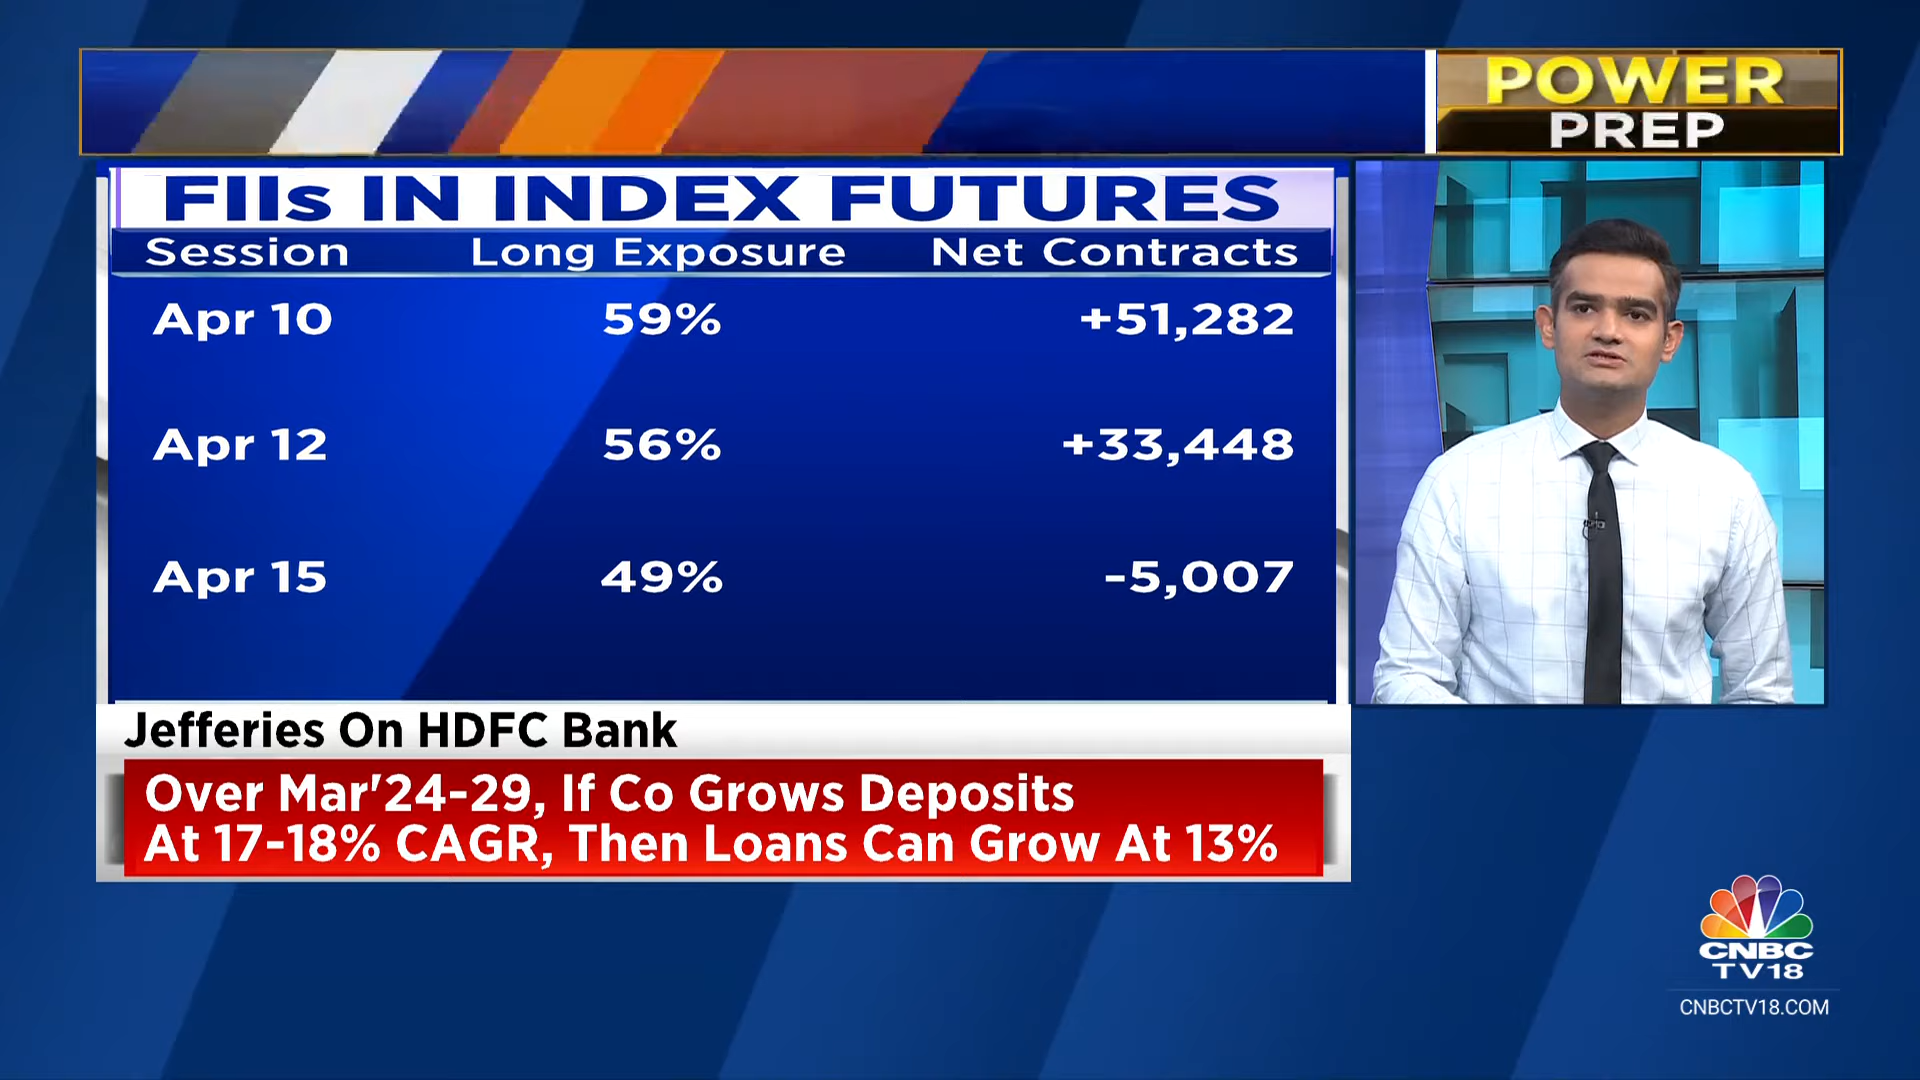 POWER
PREP
FIIs IN INDEX FUTURES
Session Long Exposure Net Contracts
Apr 10 59% +51,282
Apr 12 56% +33,448
Apr 15 49% -5,007
Jefferies On HDFC Bank
Over Mar'24-29, If Co Grows Deposits
At 17-18% CAGR, Then Loans Can Grow At 13%
CNBC
TV18
CNBCTV18.COM